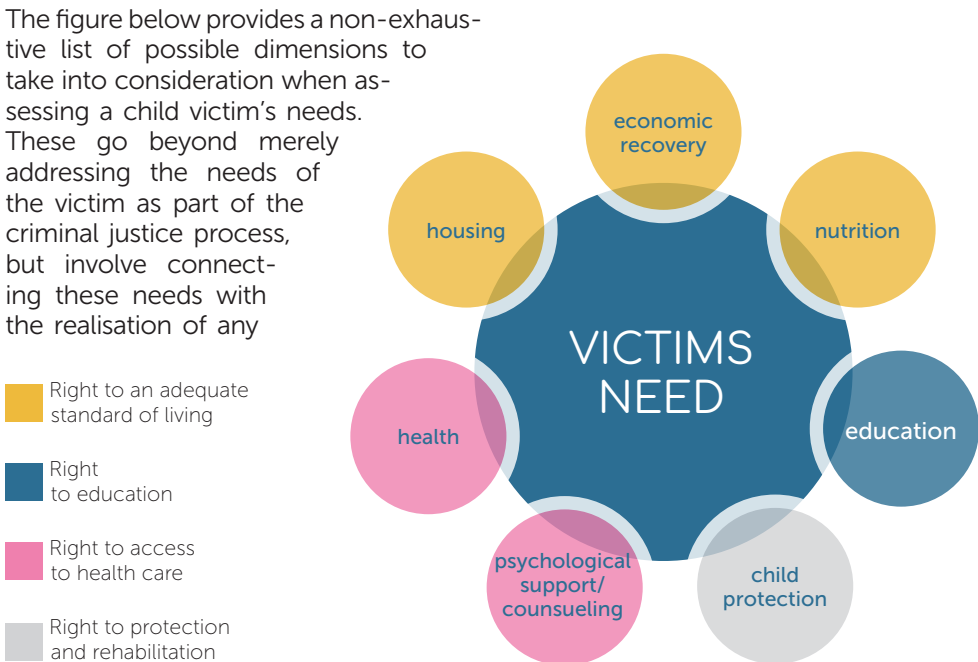 The figure below provides a non-exhaus-
tive list of possible dimensions to
take into consideration when as-
sessing a child victim's needs.
These go beyond merely
addressing the needs of
the victim as part of the
criminal justice process,
but involve connect-
ing these needs with
the realisation of any
Right to an adequate
standard of living
Right
to education
Right to access
to health care
Right to protection
and rehabilitation
economic
recovery
housing
nutrition
VICTIMS
NEED
health
education
psychological
support/
counsueling
child
protection